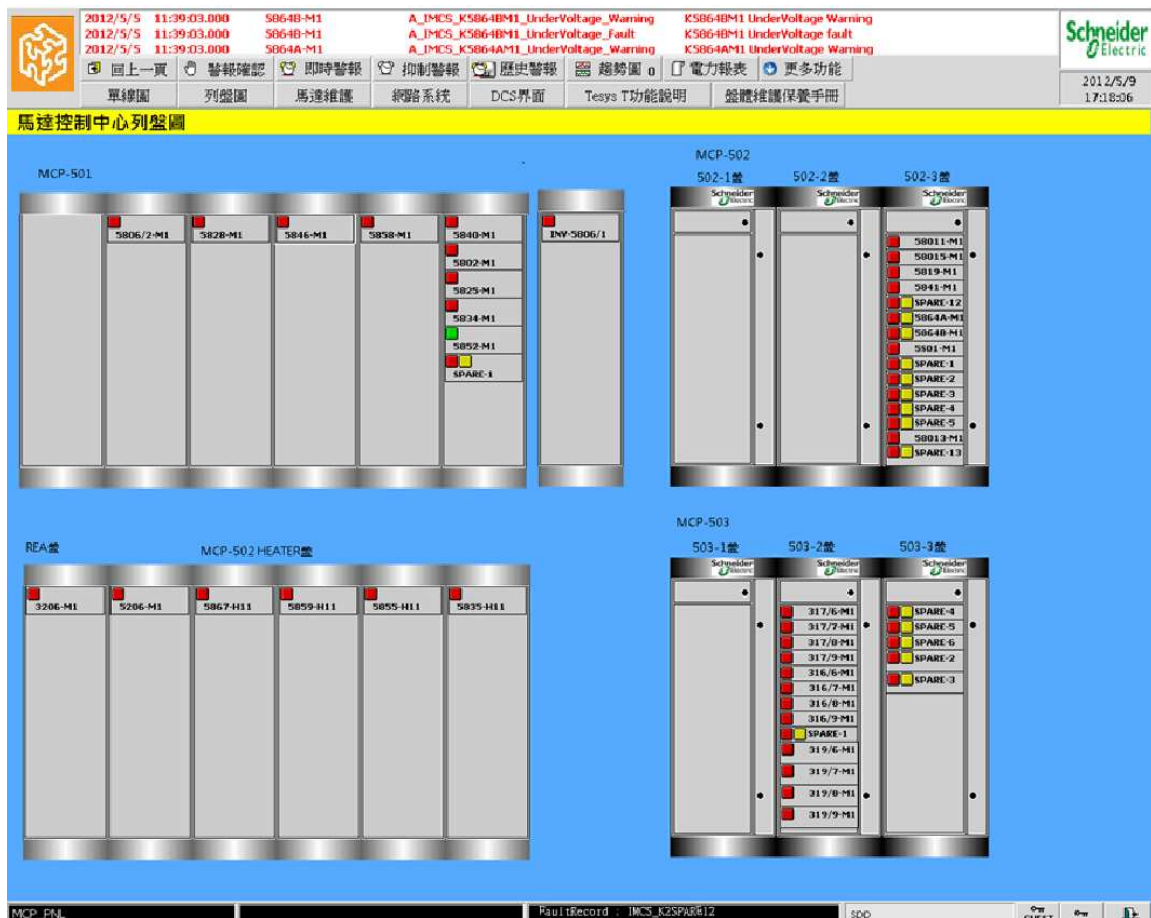 2012/5/5 11:39:03.000 5864B-M1 A_IMCS_K5864BM1_UnderVoltage_Warning K5864BM1 UnderVoltage Warning
2012/5/5 11:39:03.000 5864B-M1 A_IMCS_K5864BM1_UnderVoltage_Fault K5864BM1 UnderVoltage fault
2012/5/5 11:39:03.000 5864A-M1 A_IMCS_K5864AM1_UnderVoltage_Warning K5864AM1 UnderVoltage Warning
Schneider
Electric
回上一頁 警報確認 即時警報 抑制警報 歷史警報 趨勢圖 0 電力報表 更多功能
單線圖 列盤圖 馬達維護 網路系統 DCS界面 Tesys T功能說明 盤體維護保養手冊
2012/5/9
17:18:06
馬達控制中心列盤圖
MCP-501
5806/2-M1 5828-M1 5846-M1 5858-M1 5840-M1
5802-M1
5825-M1
5834-M1
5852-M1
SPARE-1
INV-5806/1
MCP-502
502-1盤 502-2盤 502-3盤
Schneider Electric Schneider Electric Schneider Electric
58011-M1
58015-M1
5819-M1
5841-M1
SPARE-12
5864A-M1
5864B-M1
5801-M1
SPARE-1
SPARE-2
SPARE-3
SPARE-4
SPARE-5
58013-M1
SPARE-13
REA盤 MCP-502 HEATER盤
3206-M1 5206-M1 5867-H11 5859-H11 5855-H11 5835-H11
MCP-503
503-1盤 503-2盤 503-3盤
Schneider Electric Schneider Electric Schneider Electric
317/6-M1
317/7-M1
317/8-M1
317/9-M1
316/6-M1
316/7-M1
316/8-M1
316/9-M1
SPARE-1
319/6-M1
319/7-M1
319/8-M1
319/9-M1
SPARE-4
SPARE-5
SPARE-6
SPARE-2
SPARE-3
MCP_PNL FaultRecord : IMCS_K2SPARE12